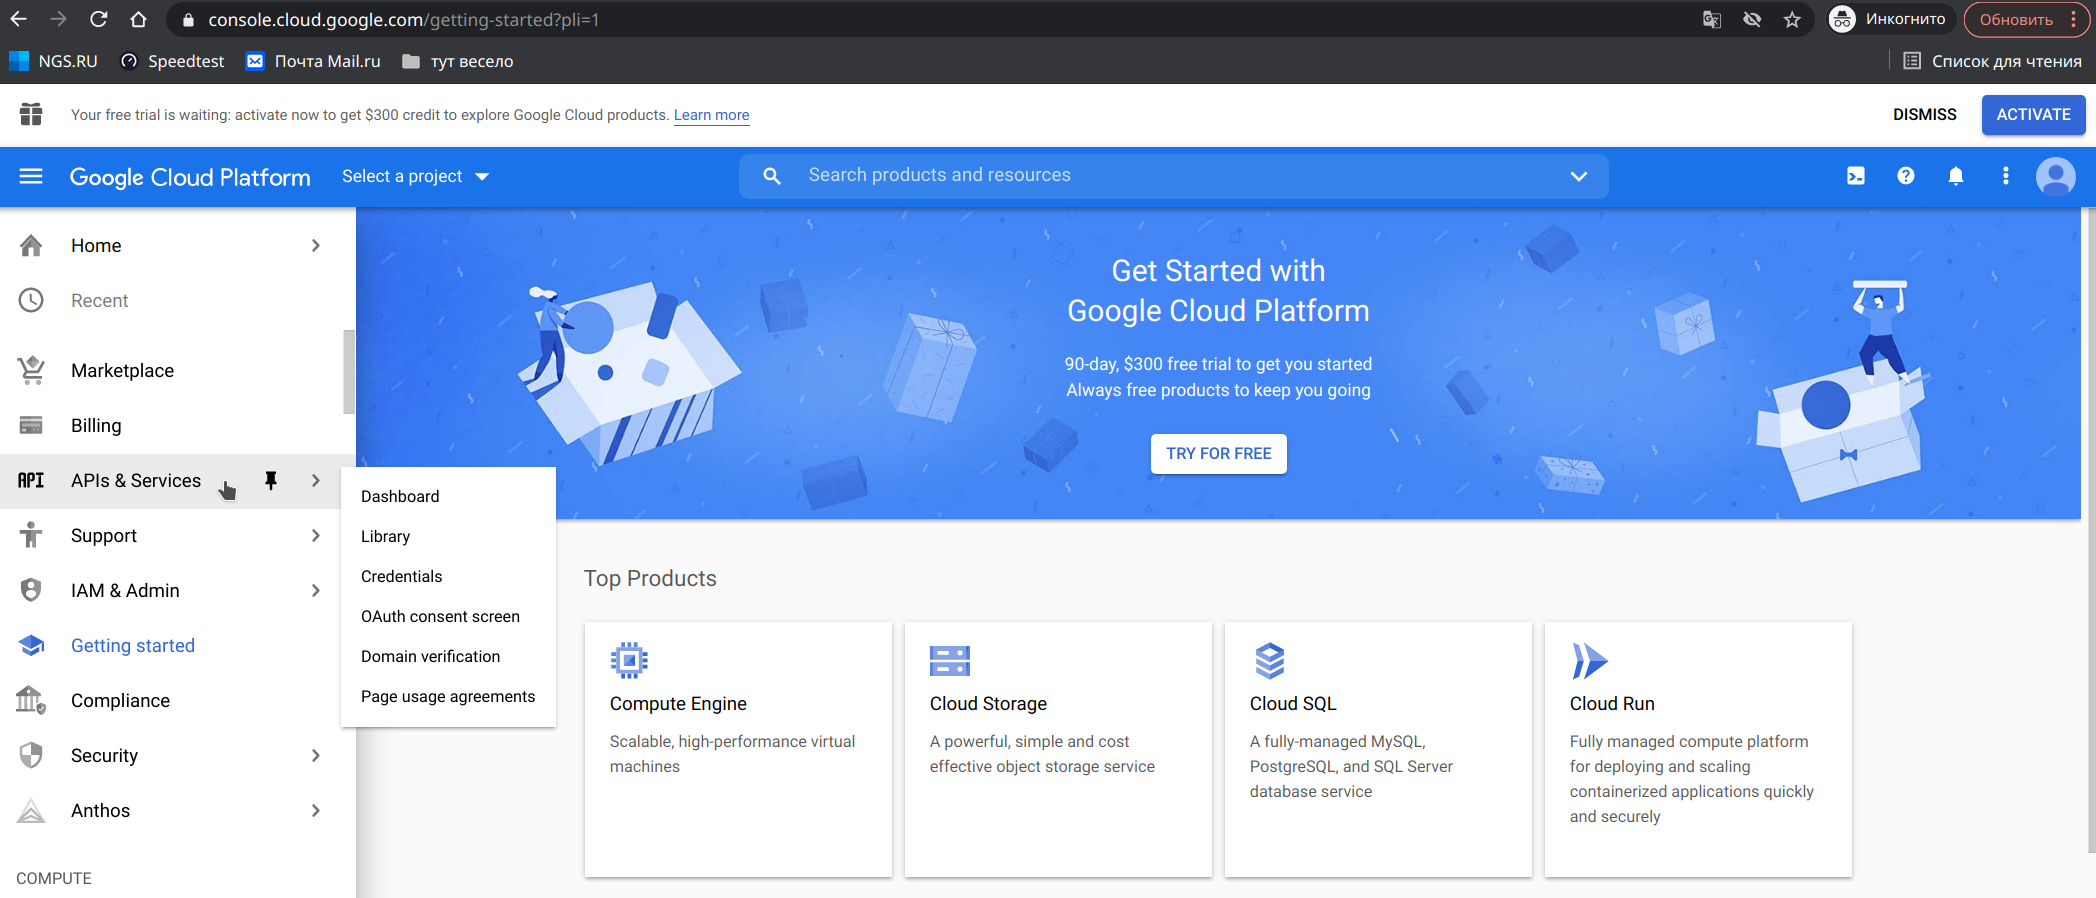 console.cloud.google.com/getting-started?pli=1
Инкогнито
Обновить
NGS.RU
Speedtest
Почта Mail.ru
тут весело
Список для чтения
Your free trial is waiting: activate now to get $300 credit to explore Google Cloud products. Learn more
DISMISS
ACTIVATE
Google Cloud Platform
Select a project
Search products and resources
Home
Recent
Marketplace
Billing
API APIs & Services
Support
IAM & Admin
Getting started
Compliance
Security
Anthos
COMPUTE
Dashboard
Library
Credentials
OAuth consent screen
Domain verification
Page usage agreements
Get Started with
Google Cloud Platform
90-day, $300 free trial to get you started
Always free products to keep you going
TRY FOR FREE
Top Products
Compute Engine
Scalable, high-performance virtual
machines
Cloud Storage
A powerful, simple and cost
effective object storage service
Cloud SQL
A fully-managed MySQL,
PostgreSQL, and SQL Server
database service
Cloud Run
Fully managed compute platform
for deploying and scaling
containerized applications quickly
and securely